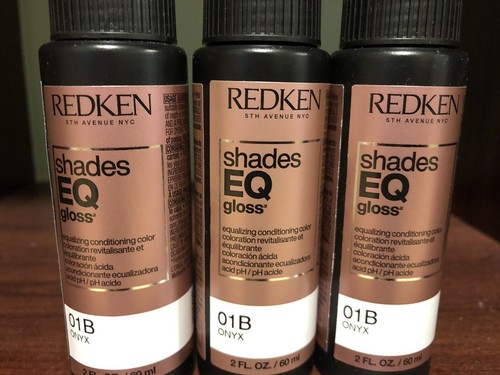 REDKEN
5TH AVENUE NYC
shades
EQ
gloss
equalizing conditioning color
coloration revitalisante et
équilibrante
coloración ácida
acondicionante ecualizadora
acid pH / pH acide
01B
ONYX
REDKEN
5TH AVENUE NYC
shades
EQ
gloss
equalizing conditioning color
coloration revitalisante et
équilibrante
coloración ácida
acondicionante ecualizadora
acid pH / pH acide
01B
ONYX
2 FL. OZ. / 60 ml
REDKEN
5TH AVENUE NYC
shades
EQ
gloss
equalizing conditioning color
coloration revitalisante et
équilibrante
coloración ácida
acondicionante ecualizadora
acid pH / pH acide
01B
ONYX
2 FL. OZ. / 60 ml